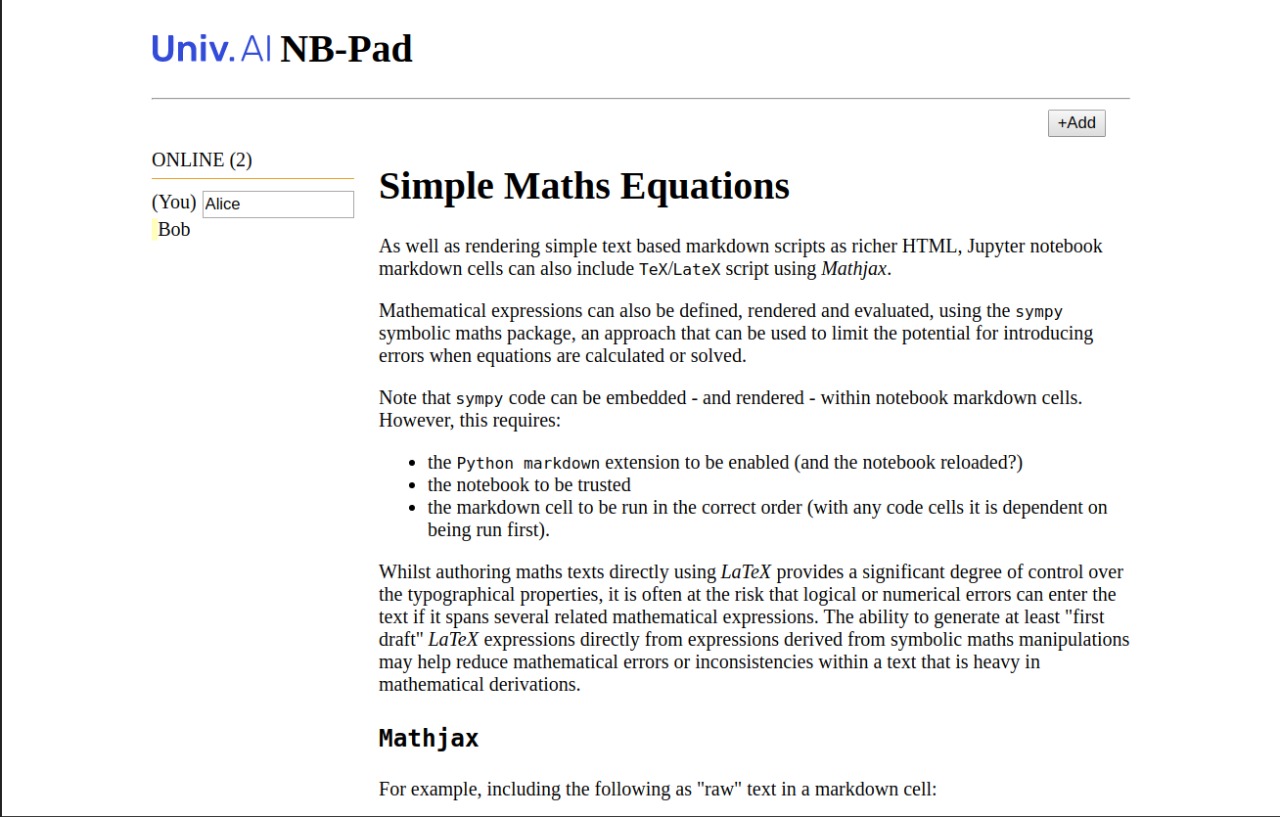 Univ.AI NB-Pad
+Add
ONLINE (2)
(You) Alice
Bob
Simple Maths Equations
As well as rendering simple text based markdown scripts as richer HTML, Jupyter notebook
markdown cells can also include TeX/LateX script using Mathjax.
Mathematical expressions can also be defined, rendered and evaluated, using the sympy
symbolic maths package, an approach that can be used to limit the potential for introducing
errors when equations are calculated or solved.
Note that sympy code can be embedded - and rendered - within notebook markdown cells.
However, this requires:
• the Python markdown extension to be enabled (and the notebook reloaded?)
• the notebook to be trusted
• the markdown cell to be run in the correct order (with any code cells it is dependent on
being run first).
Whilst authoring maths texts directly using LaTeX provides a significant degree of control over
the typographical properties, it is often at the risk that logical or numerical errors can enter the
text if it spans several related mathematical expressions. The ability to generate at least "first
draft" LaTeX expressions directly from expressions derived from symbolic maths manipulations
may help reduce mathematical errors or inconsistencies within a text that is heavy in
mathematical derivations.
Mathjax
For example, including the following as "raw" text in a markdown cell: